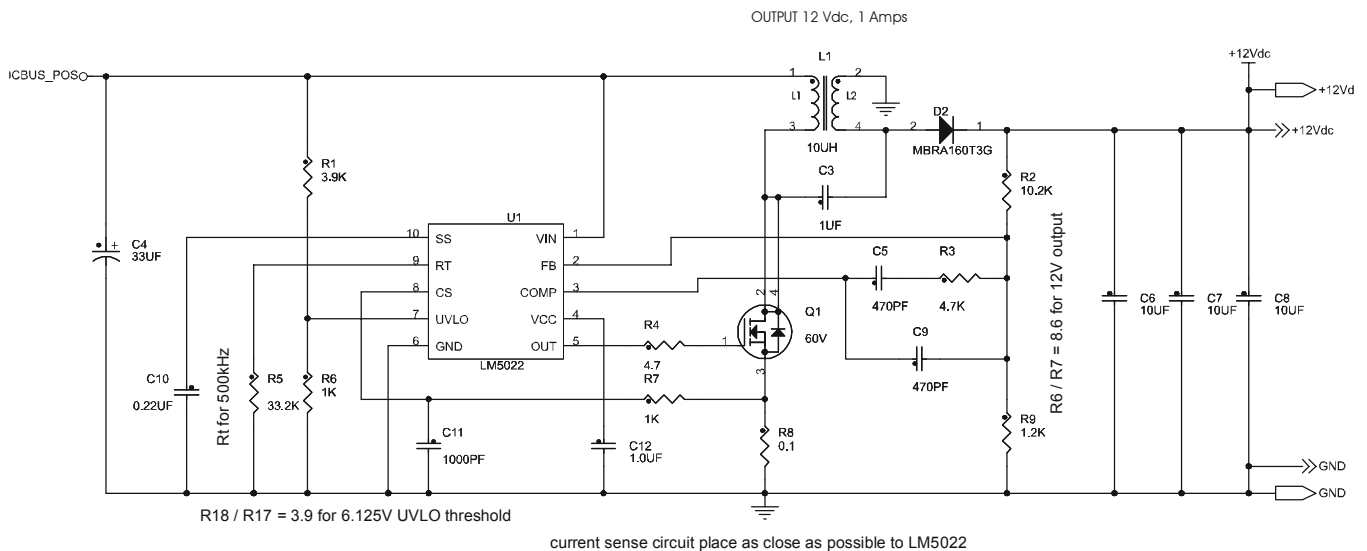 OUTPUT 12 Vdc, 1 Amps
+12Vdc
L1
CBUS_POS
1
2
L1
L2
D2
+12Vd
3
4
2
1
+12Vdc
10UH
MBRA160T3G
R1
3.9K
C3
R2
10.2K
1UF
U1
C4
33UF
+
10
SS
VIN
1
9
RT
FB
2
8
CS
COMP
3
7
UVLO
VCC
4
6
GND
OUT
5
LM5022
C5
470PF
R3
4.7K
2
4
Q1
60V
1
3
R4
4.7
C9
470PF
C6
10UF
C7
10UF
C8
10UF
R6 / R7 = 8.6 for 12V output
C10
0.22UF
Rt for 500kHz
R5
33.2K
R6
1K
R7
1K
R9
1.2K
C11
1000PF
C12
1.0UF
R8
0.1
GND
GND
R18 / R17 = 3.9 for 6.125V UVLO threshold
current sense circuit place as close as possible to LM5022